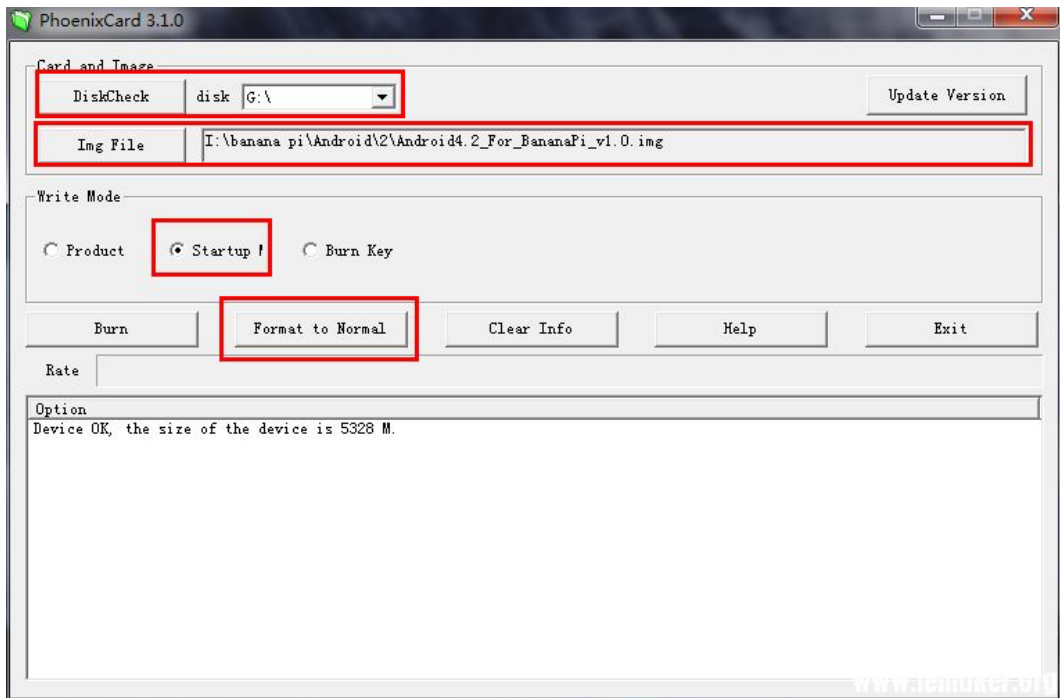 PhoenixCard 3.1.0
Card and Image
DiskCheck disk G:\ Update Version
Img File I:\banana pi\Android\2\Android4.2_For_BananaPi_v1.0.img
Write Mode
Product Startup Burn Key
Burn Format to Normal Clear Info Help Exit
Rate
Option
Device OK, the size of the device is 5328 M.